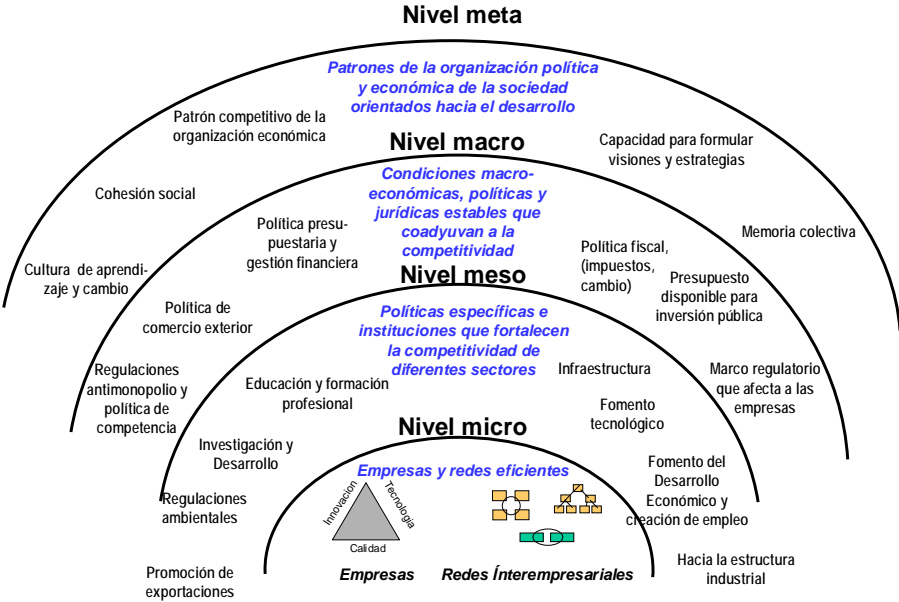 Nivel meta
Patrones de la organización política
y económica de la sociedad
orientados hacia el desarrollo
Patrón competitivo de la
organización económica
Capacidad para formular
visiones y estrategias
Cohesión social
Memoria colectiva
Cultura de aprendi-
zaje y cambio
Nivel macro
Condiciones macro-
económicas, políticas y
jurídicas estables que
coadyuvan a la
competitividad
Política presu-
puestaria y
gestión financiera
Política fiscal,
(impuestos,
cambio)
Presupuesto
disponible para
inversión pública
Política de
comercio exterior
Regulaciones
antimonopolio y
política de
competencia
Marco regulatorio
que afecta a las
empresas
Nivel meso
Políticas específicas e
instituciones que fortalecen
la competitividad de
diferentes sectores
Educación y formación
profesional
Infraestructura
Fomento
tecnológico
Investigación y
Desarrollo
Fomento del
Desarrollo
Económico y
creación de empleo
Regulaciones
ambientales
Promoción de
exportaciones
Hacia la estructura
industrial
Nivel micro
Empresas y redes eficientes
Innovacion
Tecnologia
Calidad
Empresas
Redes Ínterempresariales